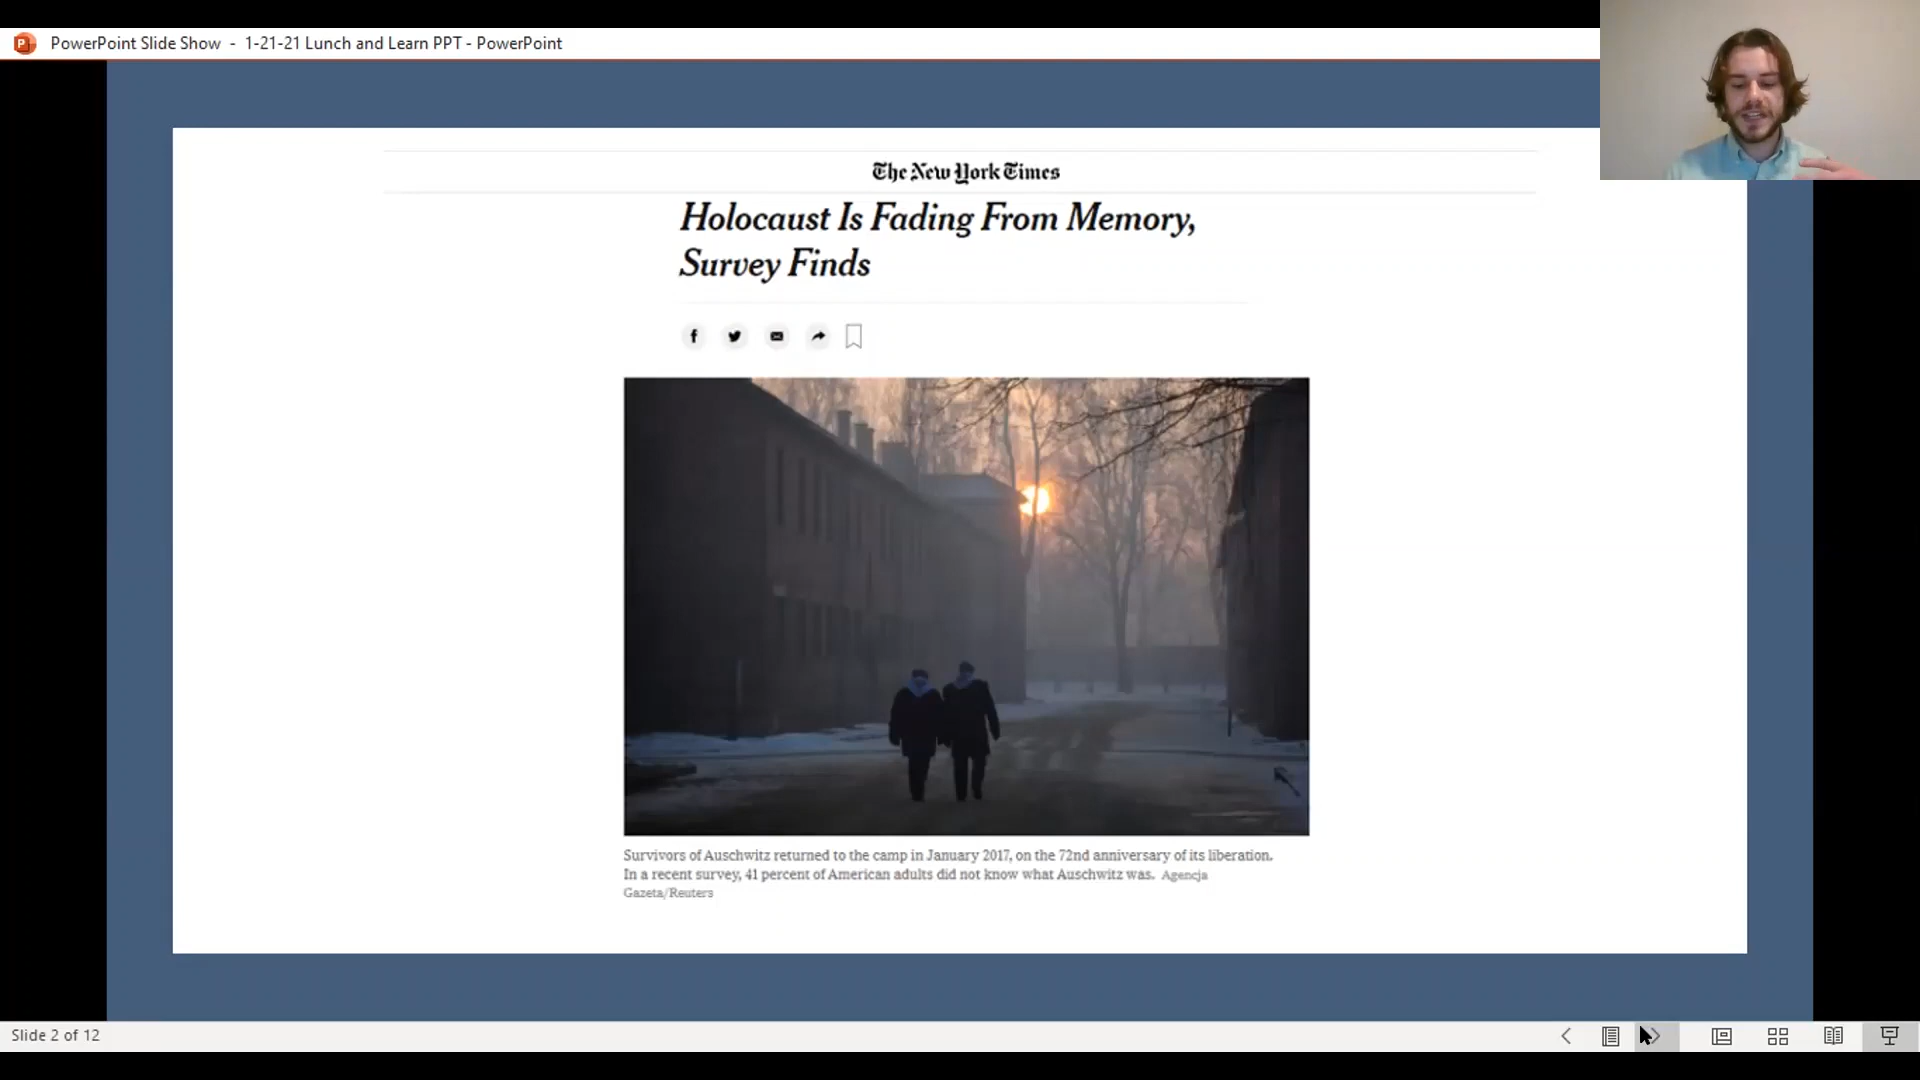 PowerPoint Slide Show - 1-21-21 Lunch and Learn PPT - PowerPoint
The New York Times
Holocaust Is Fading From Memory,
Survey Finds
Survivors of Auschwitz returned to the camp in January 2017, on the 72nd anniversary of its liberation.
In a recent survey, 41 percent of American adults did not know what Auschwitz was. Agencja
Gazeta/Reuters
Slide 2 of 12